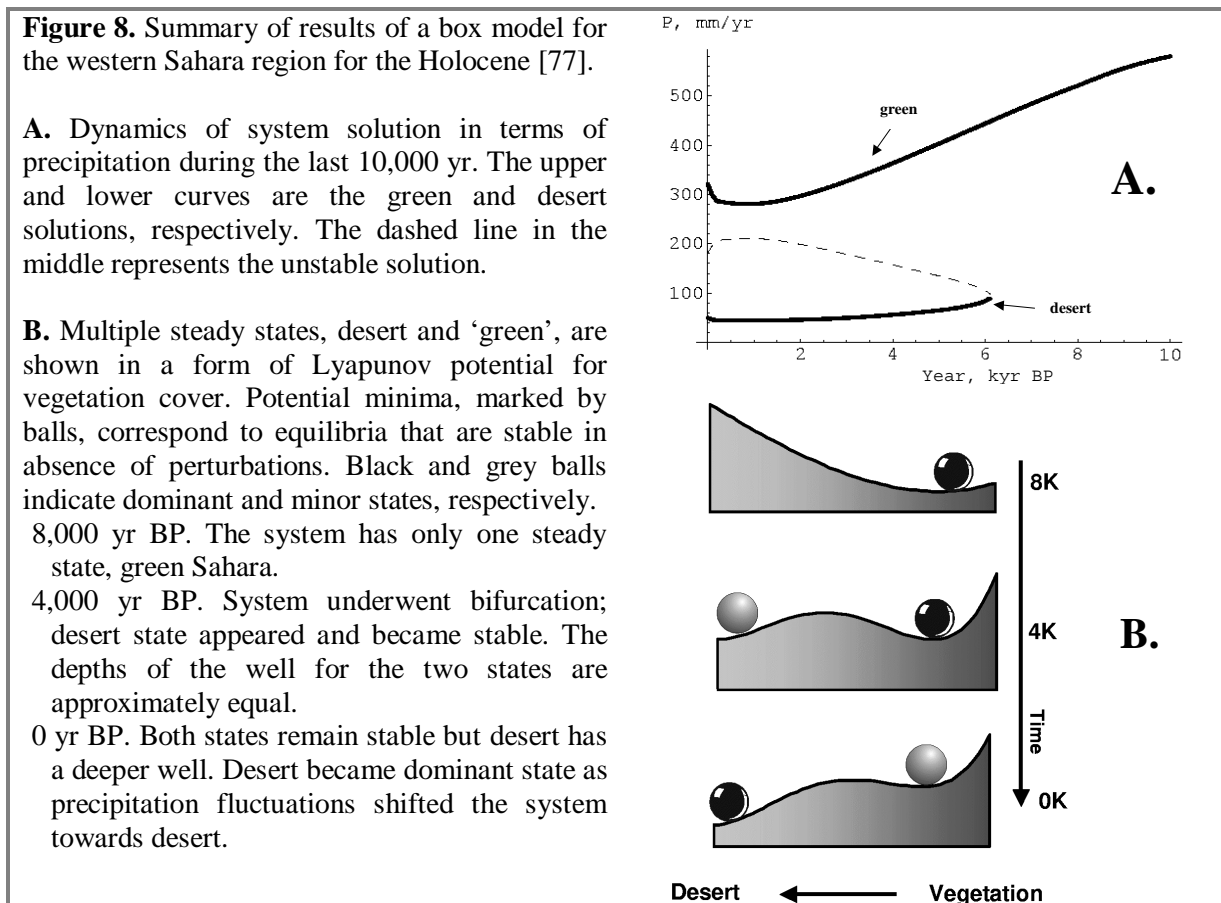 Figure 8. Summary of results of a box model for
the western Sahara region for the Holocene [77].
A. Dynamics of system solution in terms of
precipitation during the last 10,000 yr. The upper
and lower curves are the green and desert
solutions, respectively. The dashed line in the
middle represents the unstable solution.
B. Multiple steady states, desert and ‘green’, are
shown in a form of Lyapunov potential for
vegetation cover. Potential minima, marked by
balls, correspond to equilibria that are stable in
absence of perturbations. Black and grey balls
indicate dominant and minor states, respectively.
8,000 yr BP. The system has only one steady
state, green Sahara.
4,000 yr BP. System underwent bifurcation;
desert state appeared and became stable. The
depths of the well for the two states are
approximately equal.
0 yr BP. Both states remain stable but desert has
a deeper well. Desert became dominant state as
precipitation fluctuations shifted the system
towards desert.
P, mm/yr
500
400
300
200
100
green
desert
A.
2 4 6 8 10
Year, kyr BP
8K
4K
B.
Time
0K
Desert Vegetation